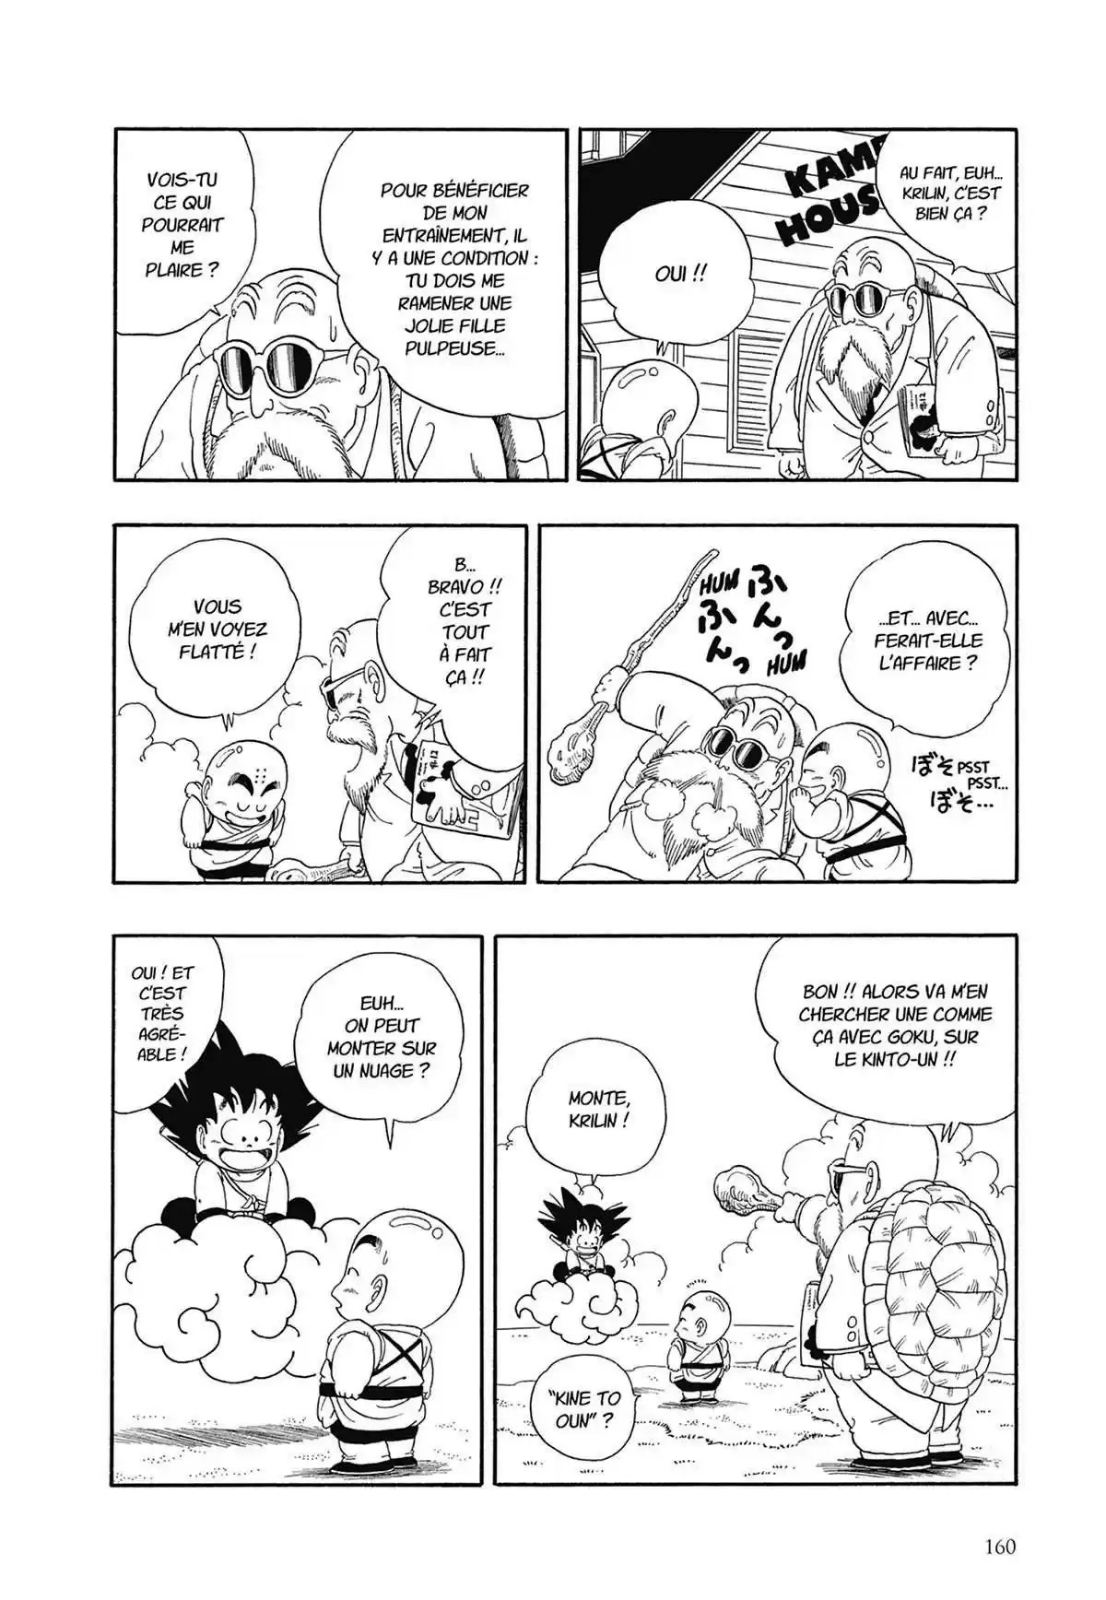 KAME
HOUS
AU FAIT, EUH...
KRILIN, C'EST
BIEN ÇA ?
OUI !!
POUR BÉNÉFICIER
DE MON
ENTRAÎNEMENT, IL
Y A UNE CONDITION :
TU DOIS ME
RAMENER UNE
JOLIE FILLE
PULPEUSE...
VOIS-TU
CE QUI
POURRAIT
ME
PLAIRE ?
...ET... AVEC...
FERAIT-ELLE
L'AFFAIRE ?
HUM
ふんっ
ふんっ
HUM
ぼそ
PSST
PSST...
ぼそ...
B...
BRAVO !!
C'EST
TOUT
À FAIT
ÇA !!
VOUS
M'EN VOYEZ
FLATTÉ !
BON !! ALORS VA M'EN
CHERCHER UNE COMME
ÇA AVEC GOKU, SUR
LE KINTO-UN !!
MONTE,
KRILIN !
"KINE TO
OUN" ?
EUH...
ON PEUT
MONTER SUR
UN NUAGE ?
OUI ! ET
C'EST
TRÈS
AGRÉ-
ABLE !
160